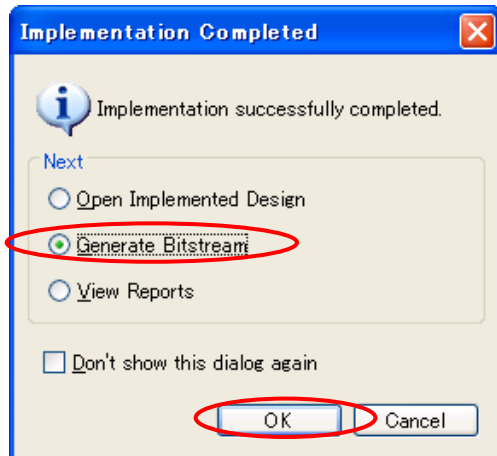 Implementation Completed
Implementation successfully completed.
Next
Open Implemented Design
Generate Bitstream
View Reports
Don't show this dialog again
OK Cancel